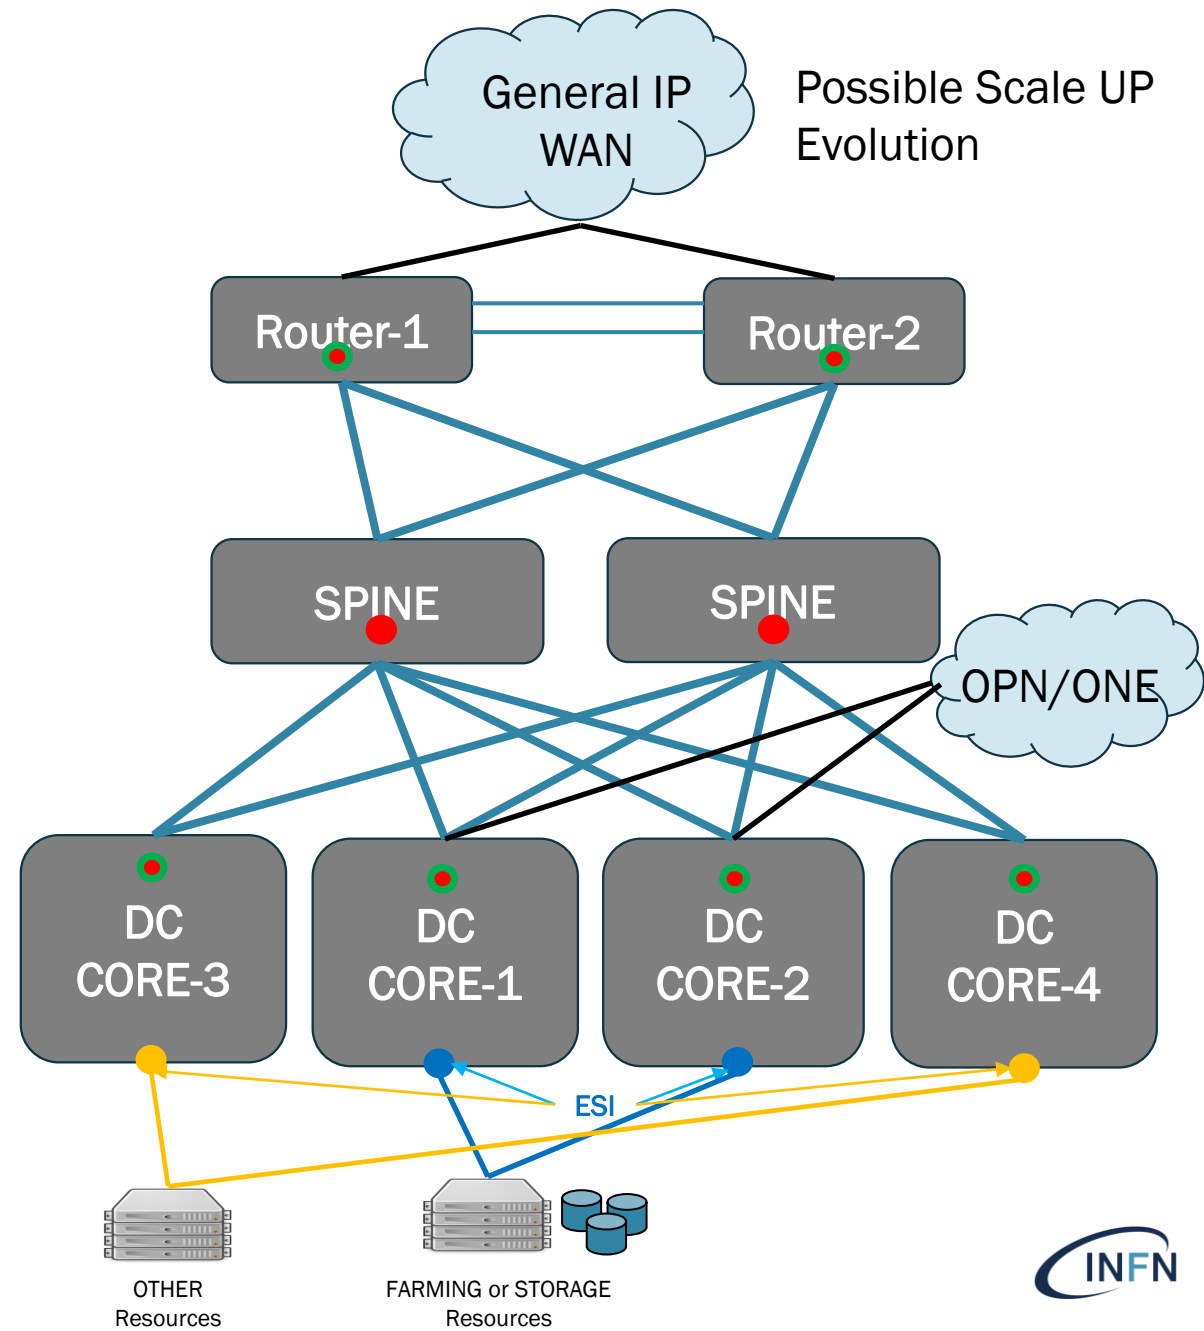 General IP
WAN
Possible Scale UP
Evolution
Router-1
Router-2
SPINE
SPINE
OPN/ONE
DC
CORE-3
DC
CORE-1
DC
CORE-2
DC
CORE-4
ESI
OTHER
Resources
FARMING or STORAGE
Resources
INFN